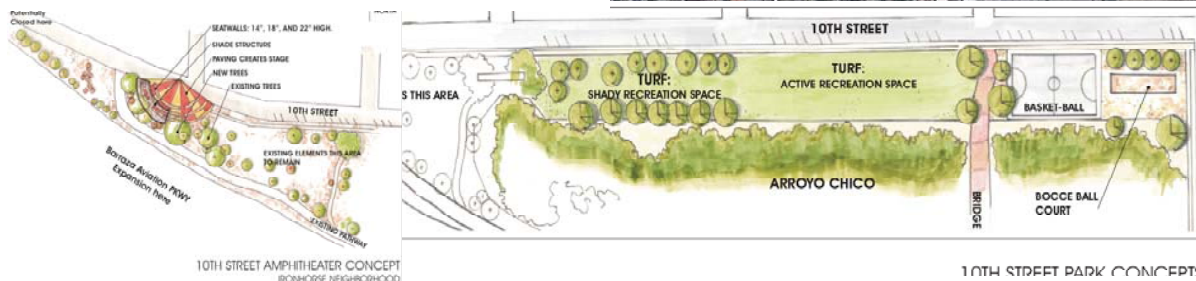 Potentially
Closed here
SEATWALLS: 14", 18", AND 22" HIGH.
SHADE STRUCTURE
PAVING CREATES STAGE
NEW TREES
EXISTING TREES
10TH STREET
EXISTING ELEMENTS THIS AREA
TO REMAIN
Barraza Aviation PKWY
Expansion here
EXISTING PATHWAY
10TH STREET AMPHITHEATER CONCEPT
IRONHORSE NEIGHBORHOOD
10TH STREET
S THIS AREA
TURF:
SHADY RECREATION SPACE
TURF:
ACTIVE RECREATION SPACE
BASKET-BALL
ARROYO CHICO
BRIDGE
BOCCE BALL
COURT
10TH STREET PARK CONCEPTS